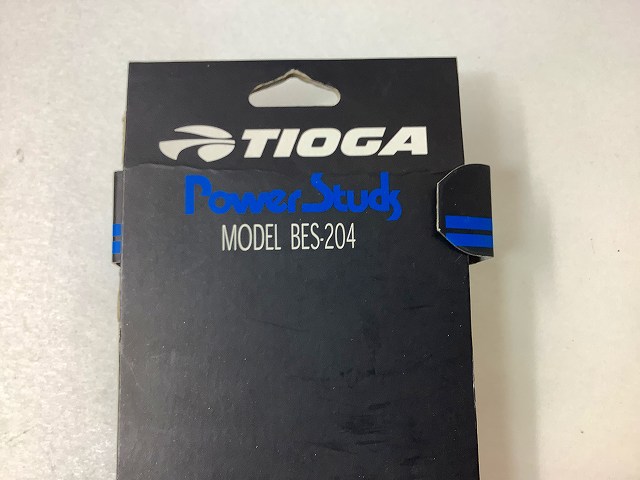 TIOGA
Power Studs
MODEL BES-204